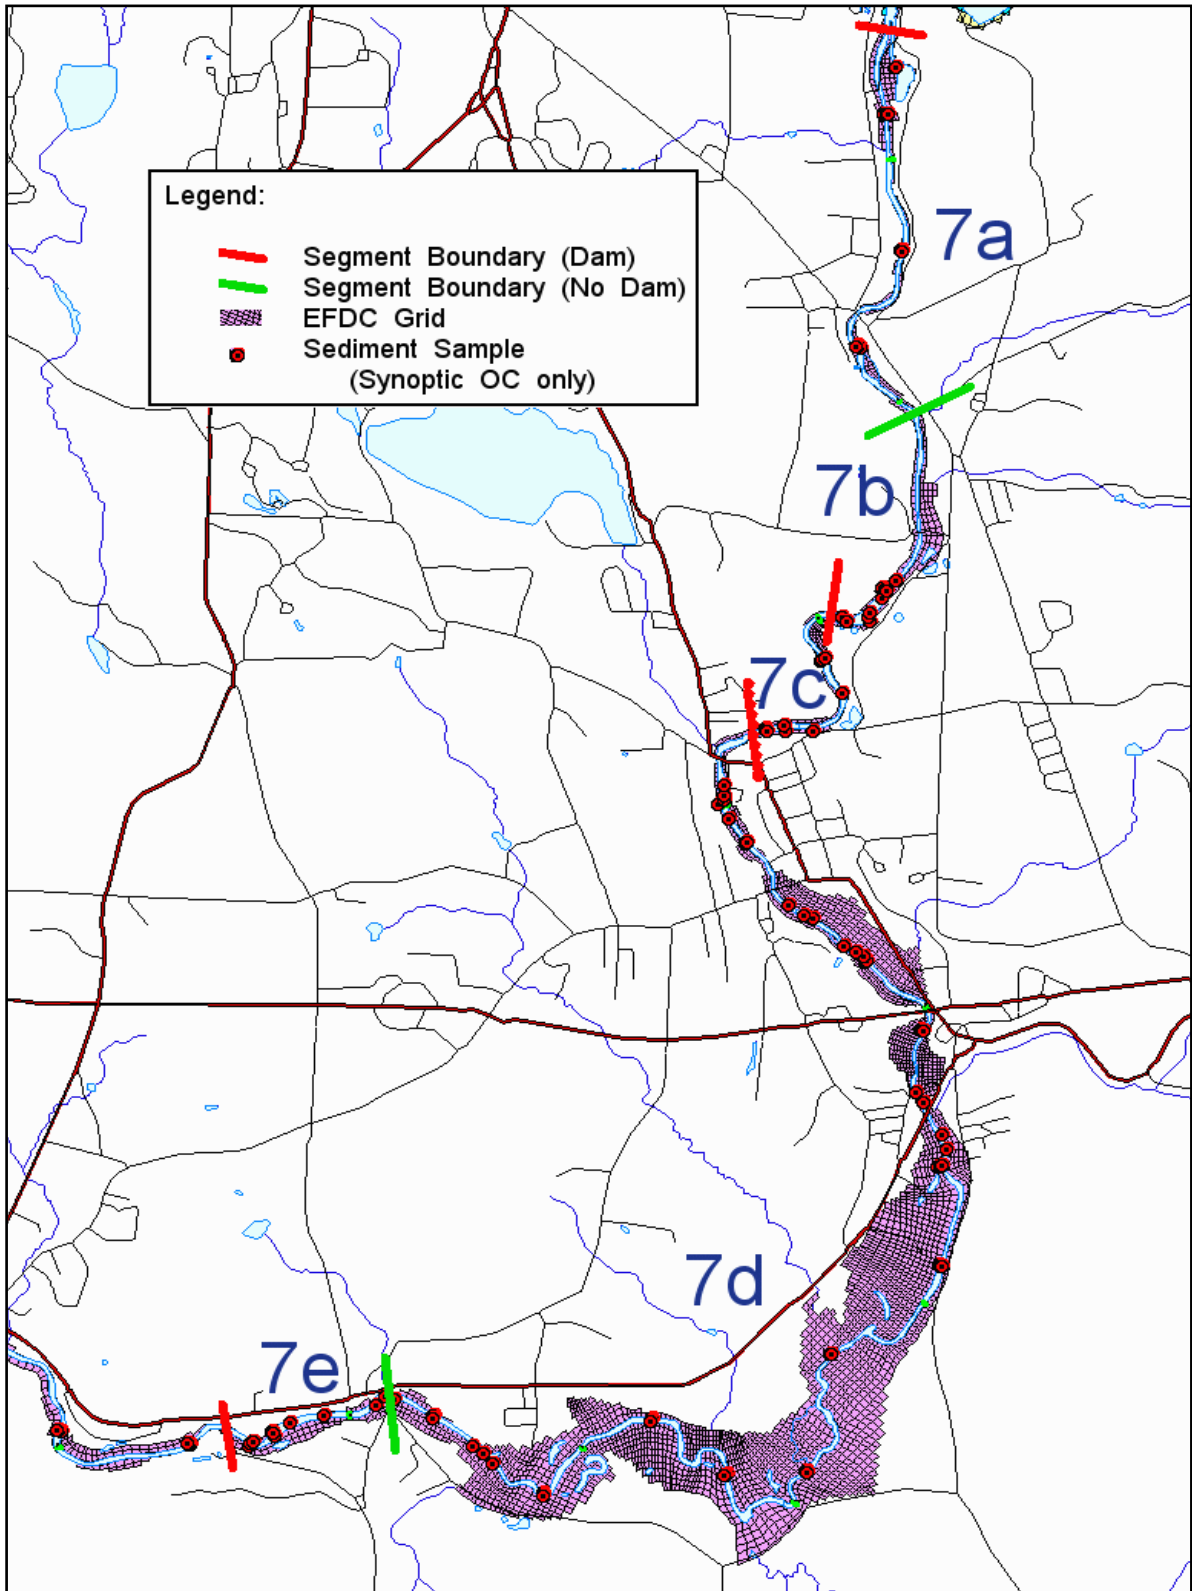 Legend:
Segment Boundary (Dam)
Segment Boundary (No Dam)
EFDC Grid
Sediment Sample
(Synoptic OC only)
7a
7b
7c
7d
7e